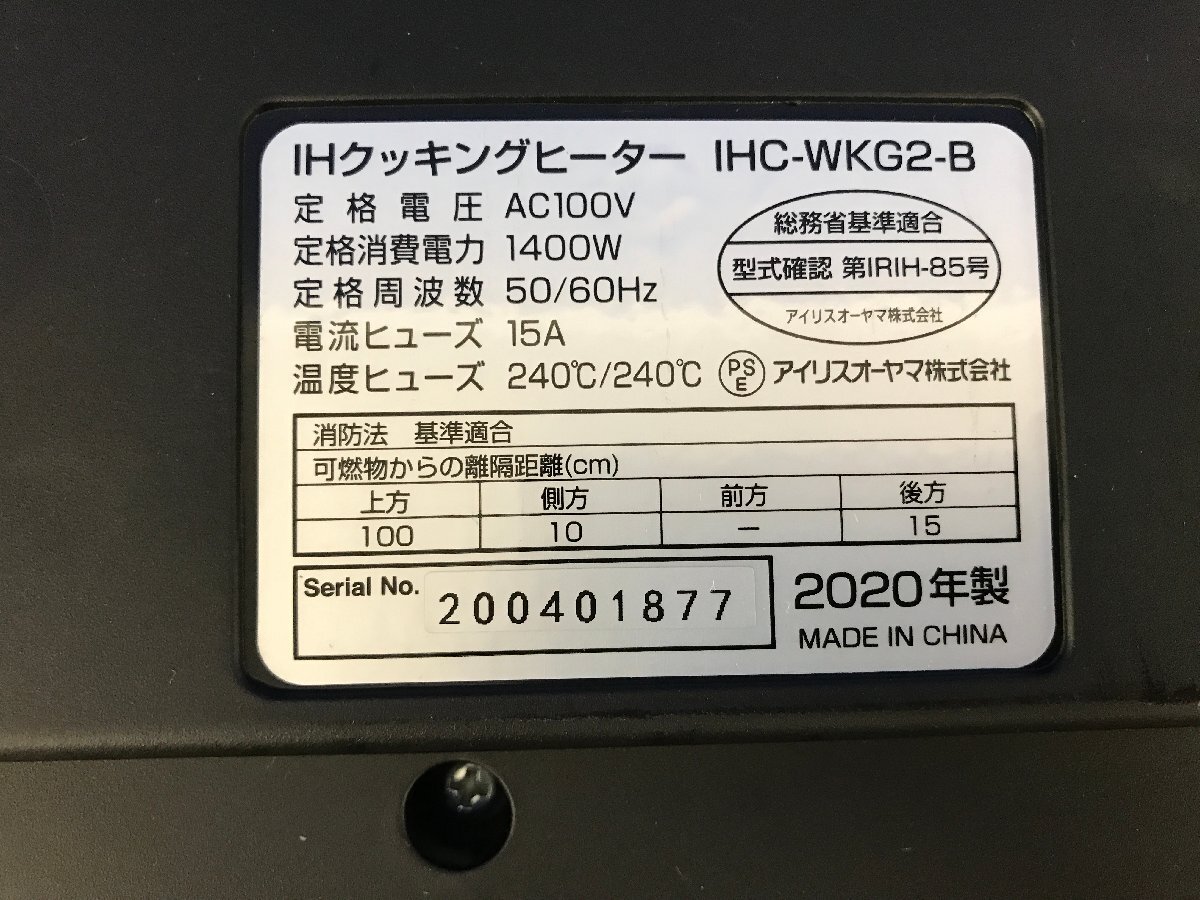 IHクッキングヒーター IHC-WKG2-B
定格電圧 AC100V
定格消費電力 1400W
定格周波数 50/60Hz
電流ヒューズ 15A
温度ヒューズ 240℃/240℃
総務省基準適合
型式確認 第IRIH-85号
アイリスオーヤマ株式会社
PSE アイリスオーヤマ株式会社
消防法 基準適合
可燃物からの離隔距離(cm)
上方 側方 前方 後方
100 10 — 15
Serial No. 200401877
2020年製
MADE IN CHINA